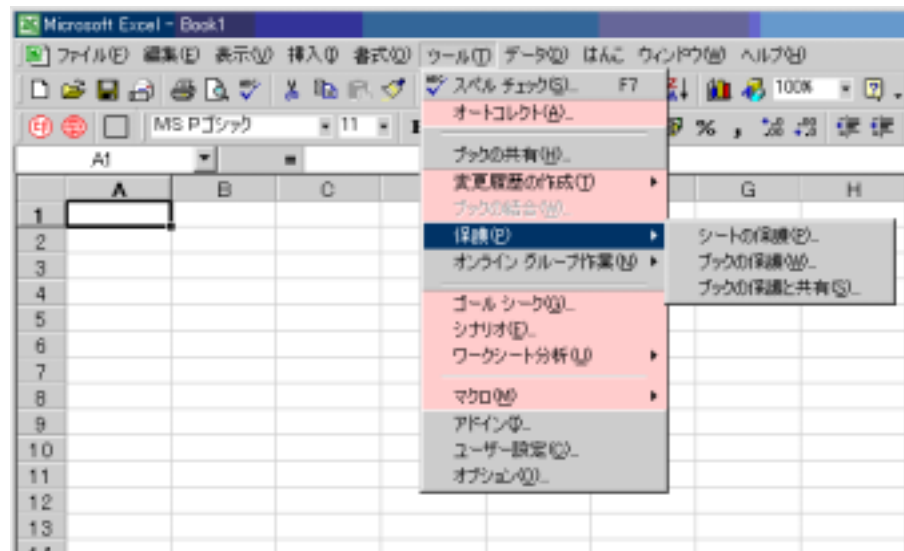 Microsoft Excel - Book1
ファイル(F) 編集(E) 表示(V) 挿入(I) 書式(O) ツール(T) データ(D) はんこ ウィンドウ(W) ヘルプ(H)
100%
印 MS Pゴシック 11 % ,
A1 =
A B C G H
1
2
3
4
5
6
7
8
9
10
11
12
13
14
スペル チェック(S)... F7
オートコレクト(A)...
ブックの共有(H)...
変更履歴の作成(T)
ブックの結合(W)...
保護(P)
オンライン グループ作業(N)
ゴール シーク(G)...
シナリオ(E)...
ワークシート分析(U)
マクロ(M)
アドイン(I)...
ユーザー設定(C)...
オプション(O)...
シートの保護(P)...
ブックの保護(W)...
ブックの保護と共有(S)...